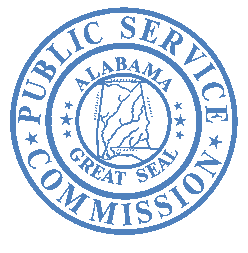 PUBLIC SERVICE
COMMISSION
ALABAMA
GREAT SEAL